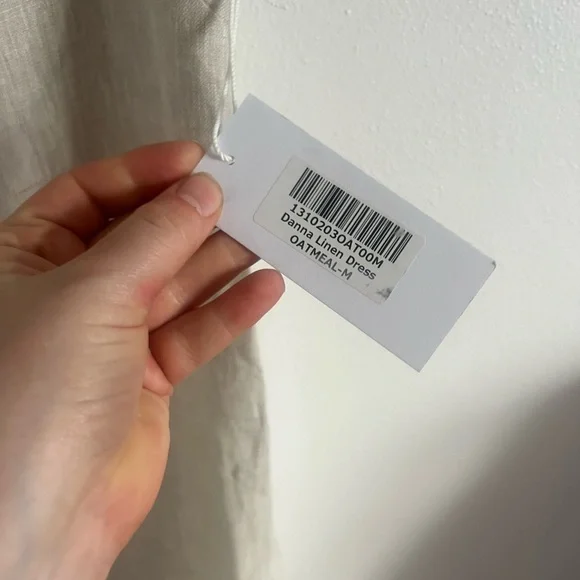 1310203OAT00M
Danna Linen Dress
OATMEAL-M